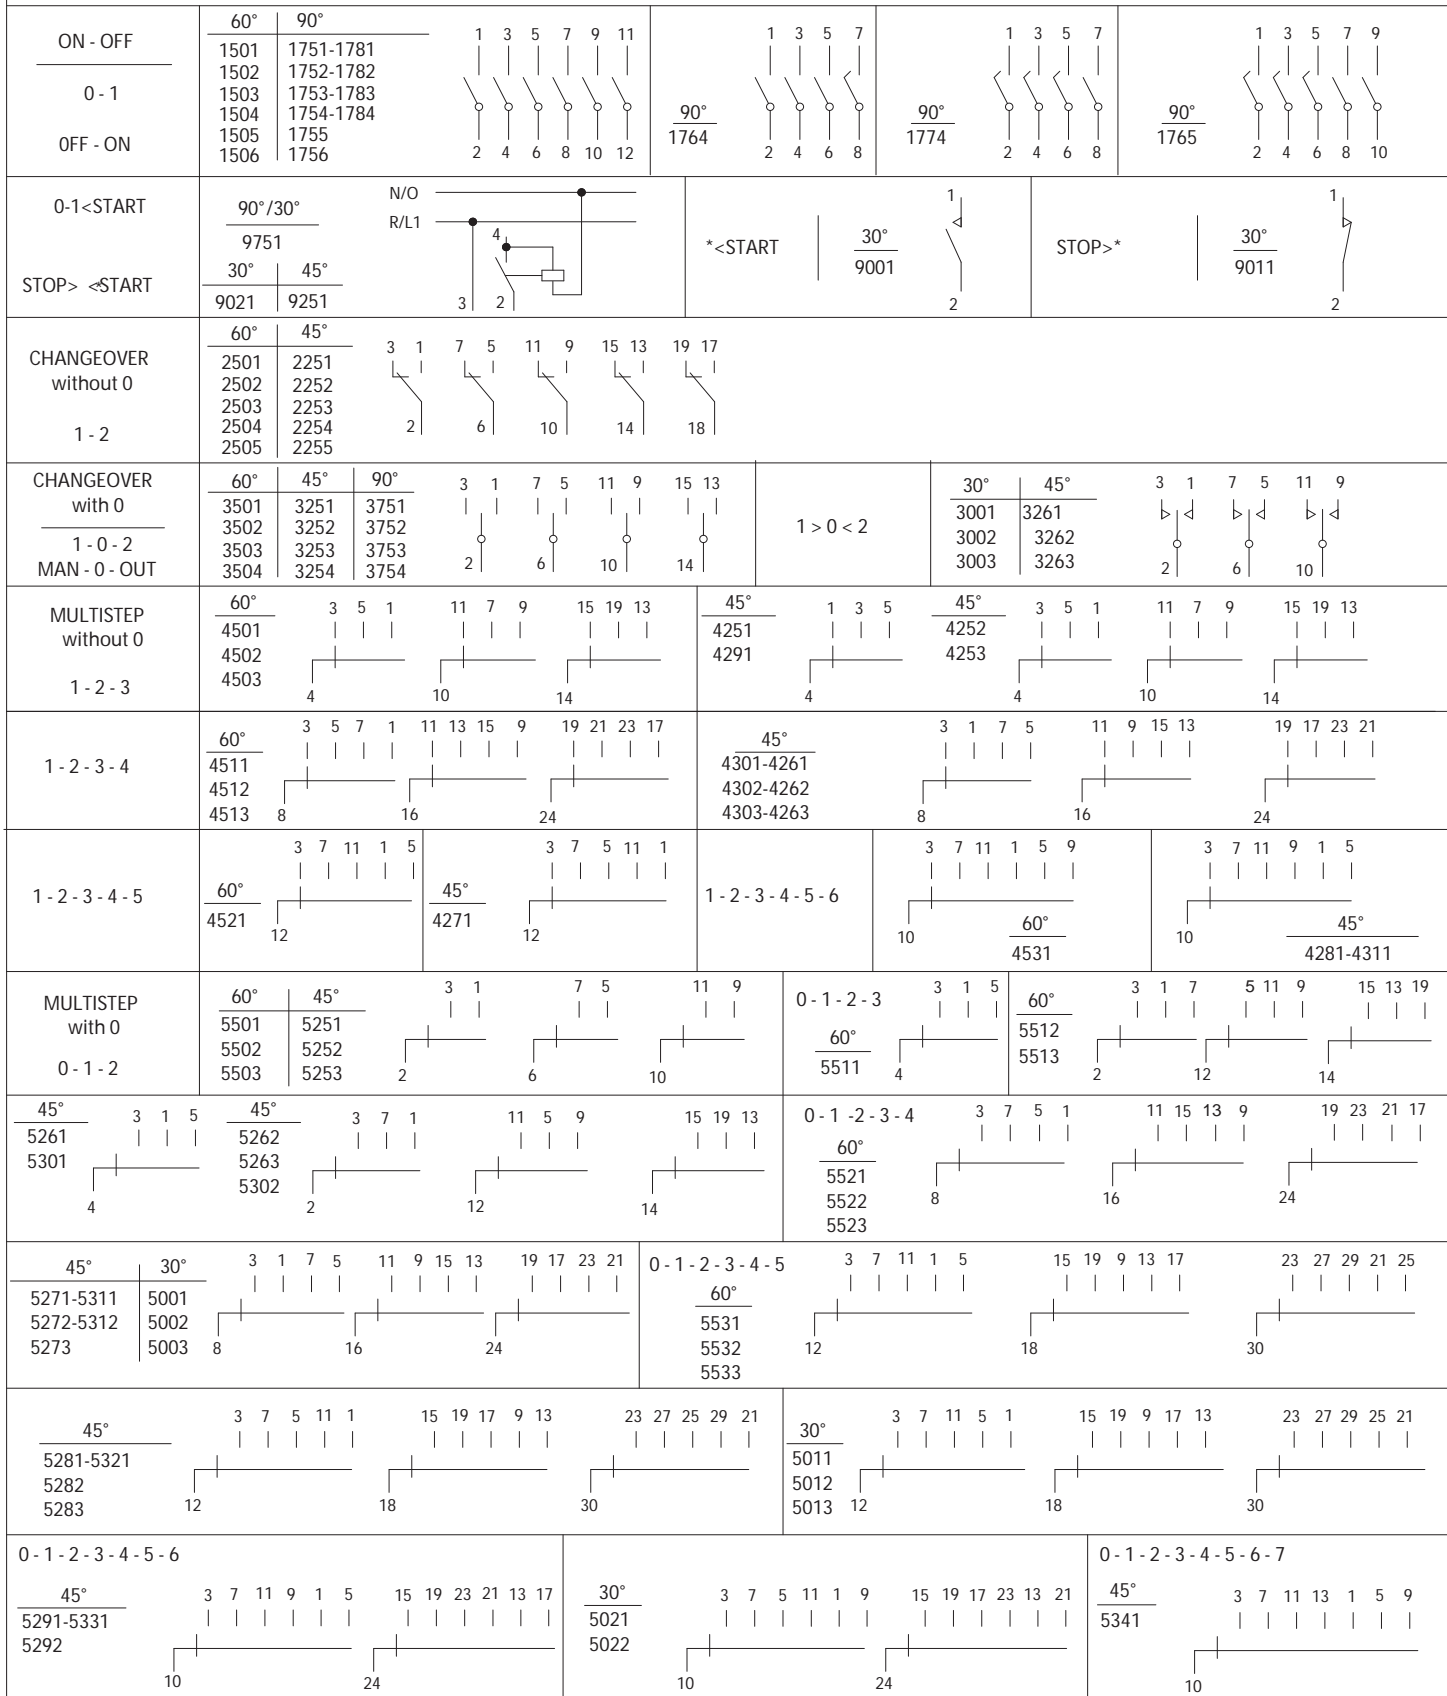 ON - OFF
0 - 1
0FF - ON
60° 90°
1501 1751-1781
1502 1752-1782
1503 1753-1783
1504 1754-1784
1505 1755
1506 1756
1 3 5 7 9 11
2 4 6 8 10 12
90°
1764
1 3 5 7
2 4 6 8
90°
1774
1 3 5 7
2 4 6 8
90°
1765
1 3 5 7 9
2 4 6 8 10
0-1<START
STOP> <*START
90°/30°
9751
30° 45°
9021 9251
N/O
R/L1
4
3 2
*<START
30°
9001
1
2
STOP>*
30°
9011
1
2
CHANGEOVER
without 0
1 - 2
60° 45°
2501 2251
2502 2252
2503 2253
2504 2254
2505 2255
3 1 7 5 11 9 15 13 19 17
2 6 10 14 18
CHANGEOVER
with 0
1 - 0 - 2
MAN - 0 - OUT
60° 45° 90°
3501 3251 3751
3502 3252 3752
3503 3253 3753
3504 3254 3754
3 1 7 5 11 9 15 13
2 6 10 14
1 > 0 < 2
30° 45°
3001 3261
3002 3262
3003 3263
3 1 7 5 11 9
2 6 10
MULTISTEP
without 0
1 - 2 - 3
60°
4501
4502
4503
3 5 1 11 7 9 15 19 13
4 10 14
45°
4251
4291
1 3 5
4
45°
4252
4253
3 5 1 11 7 9 15 19 13
4 10 14
1 - 2 - 3 - 4
60°
4511
4512
4513
3 5 7 1 11 13 15 9 19 21 23 17
8 16 24
45°
4301-4261
4302-4262
4303-4263
3 1 7 5 11 9 15 13 19 17 23 21
8 16 24
1 - 2 - 3 - 4 - 5
60°
4521
3 7 11 1 5
12
45°
4271
3 7 5 11 1
12
1 - 2 - 3 - 4 - 5 - 6
3 7 11 1 5 9
10
60°
4531
3 7 11 9 1 5
10
45°
4281-4311
MULTISTEP
with 0
0 - 1 - 2
60° 45°
5501 5251
5502 5252
5503 5253
3 1 7 5 11 9
2 6 10
0 - 1 - 2 - 3
60°
5511
3 1 5
4
60°
5512
5513
3 1 7 5 11 9 15 13 19
2 12 14
45°
5261
5301
3 1 5
4
45°
5262
5263
5302
3 7 1 11 5 9 15 19 13
2 12 14
0 - 1 -2 - 3 - 4
60°
5521
5522
5523
3 7 5 1 11 15 13 9 19 23 21 17
8 16 24
45° 30°
5271-5311 5001
5272-5312 5002
5273 5003
3 1 7 5 11 9 15 13 19 17 23 21
8 16 24
0 - 1 - 2 - 3 - 4 - 5
60°
5531
5532
5533
3 7 11 1 5 15 19 9 13 17 23 27 29 21 25
12 18 30
45°
5281-5321
5282
5283
3 7 5 11 1 15 19 17 9 13 23 27 25 29 21
12 18 30
30°
5011
5012
5013
3 7 11 5 1 15 19 9 17 13 23 27 29 25 21
12 18 30
0 - 1 - 2 - 3 - 4 - 5 - 6
45°
5291-5331
5292
3 7 11 9 1 5 15 19 23 21 13 17
10 24
30°
5021
5022
3 7 5 11 1 9 15 19 17 23 13 21
10 24
0 - 1 - 2 - 3 - 4 - 5 - 6 - 7
45°
5341
3 7 11 13 1 5 9
10